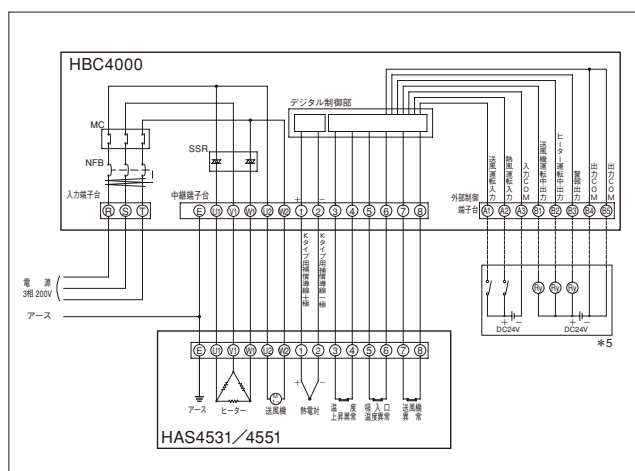 HBC4000
デジタル制御部
MC
SSR
NFB
入力端子台
中継端子台
R S T
E U1 V1 W1 U2 W2 1 2 3 4 5 6 7 8
+ −
Kタイプ用補償導線+極
Kタイプ用補償導線−極
送風運転入力
熱風運転入力
入力COM
送風機運転中出力
ヒーター運転中出力
警報出力
出力COM
出力COM
外部制御
端子台
A1 A2 A3 B1 B2 B3 B4 B5
電 源
3相 200V
アース
Ry Ry Ry
+ −
DC24V
+ −
DC24V
*5
E U1 V1 W1 U2 W2 1 2 3 4 5 6 7 8
M
+ −
アース
ヒーター
送風機
熱電対
温 度
上昇異常
吸入口
温度異常
送風機
異 常
HAS4531/4551